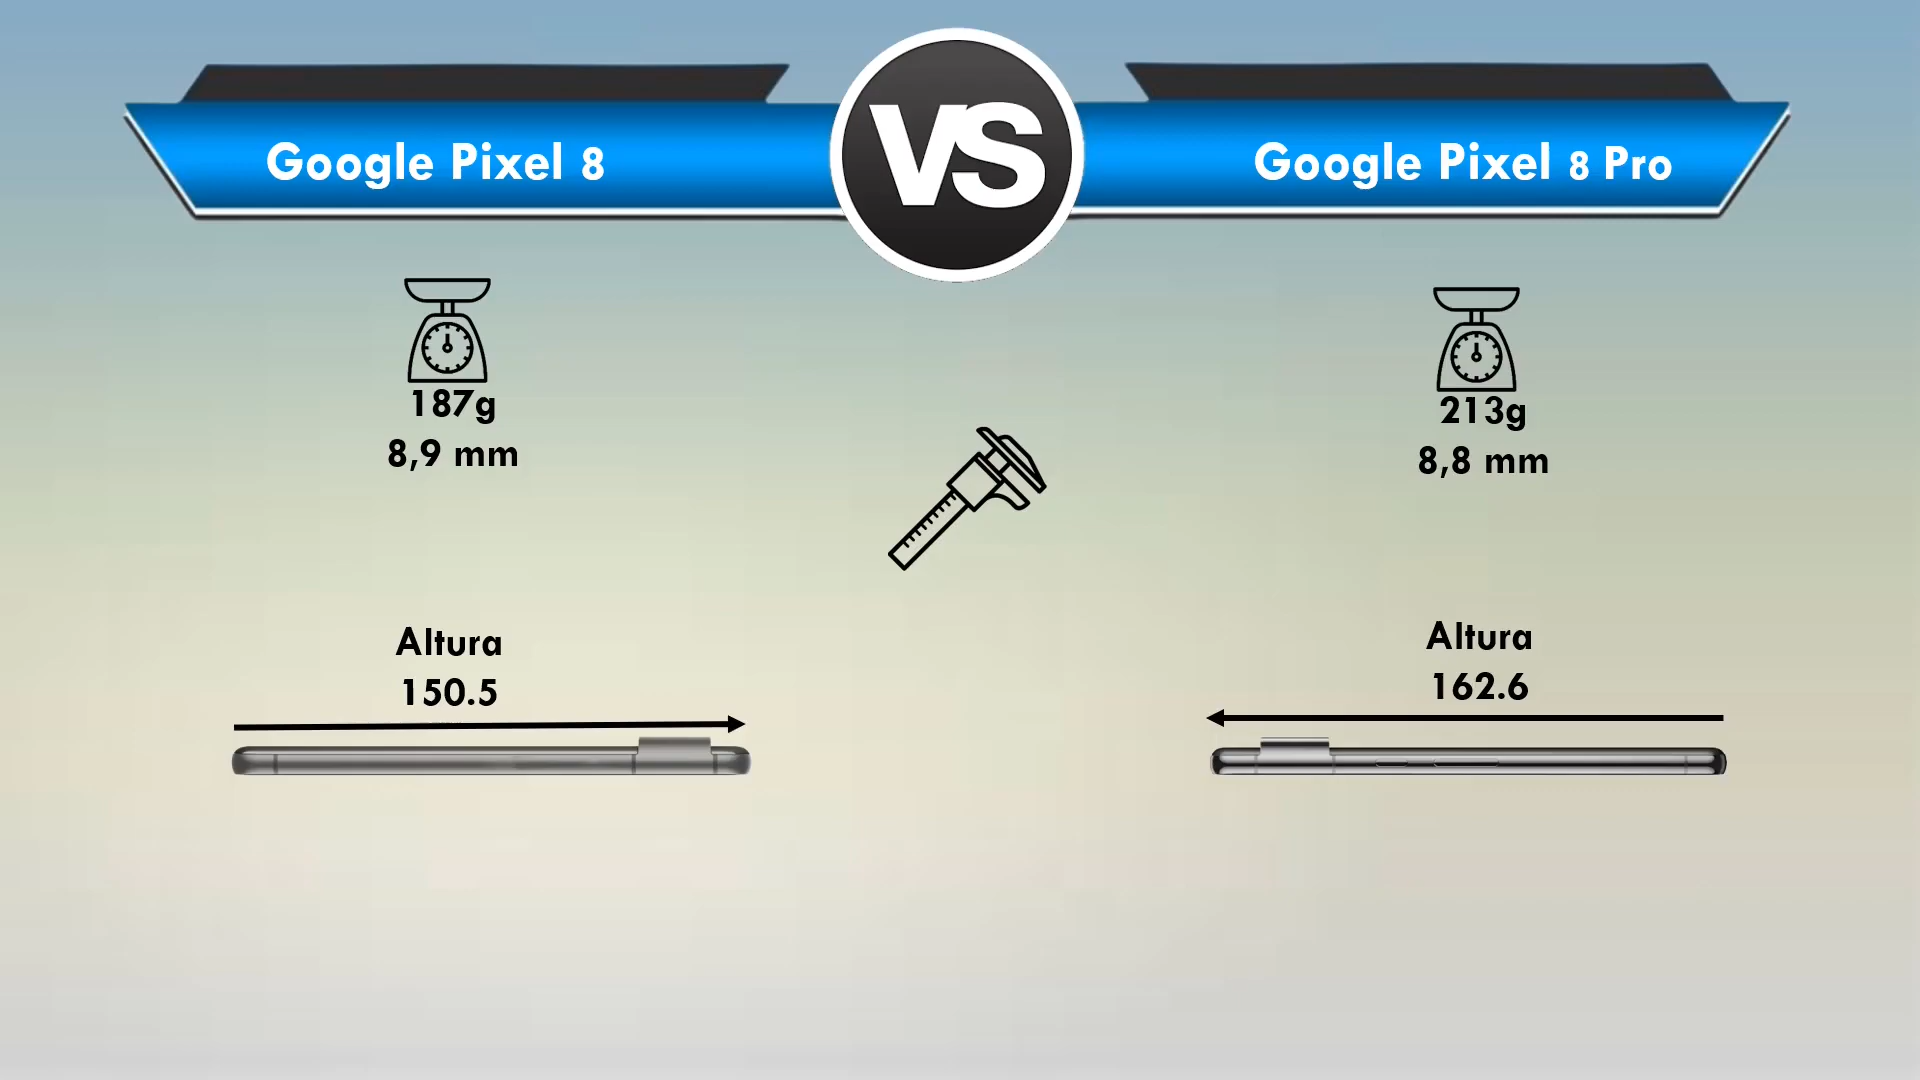 Google Pixel 8
VS
Google Pixel 8 Pro
187g
8,9 mm
213g
8,8 mm
Altura
150.5
Altura
162.6